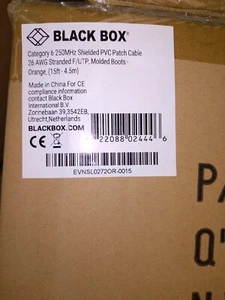 BLACK BOX®
Category 6 250MHz Shielded PVC Patch Cable
26 AWG Stranded F/UTP, Molded Boots -
Orange, (15ft - 4.5m)
Made in China For CE
compliance information
contact Black Box
International B.V.
Zonnebaan 39,3542EB,
Utrecht,Netherlands
BLACKBOX.COM
22088 02444 6
CE
EVNSL0272OR-0015
PA
Q'